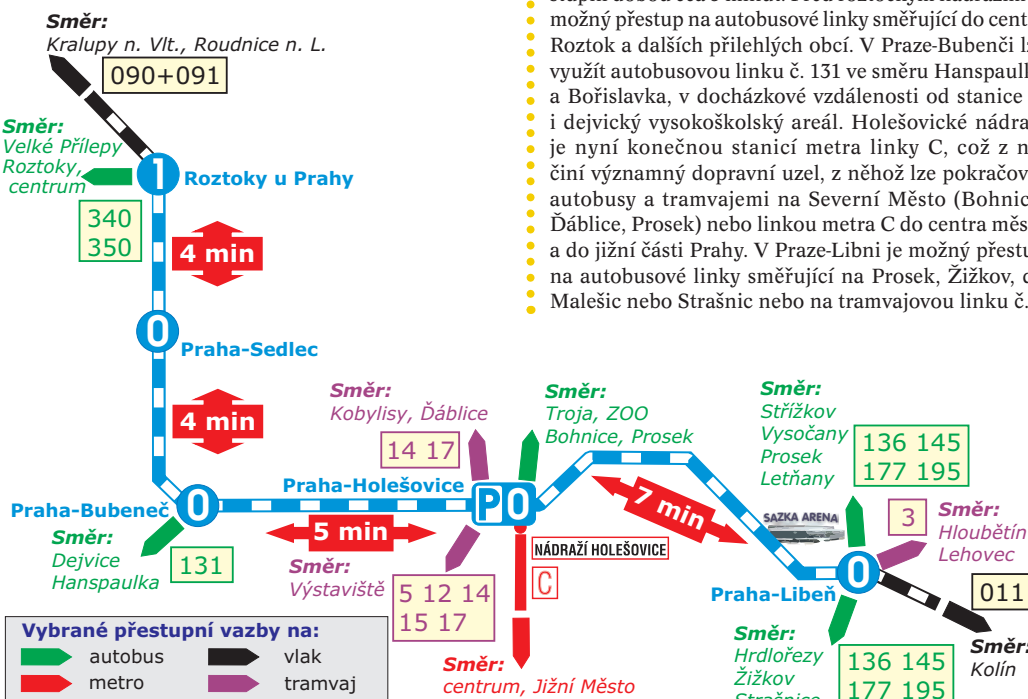 možný přestup na autobusové linky směřující do
Roztok a dalších přilehlých obcí. V Praze-Bubenči
využít autobusovou linku č. 131 ve směru
a Bořislavka, v docházkové vzdálenosti od stanice
i dejvický vysokoškolský areál. Holešovické
je nyní konečnou stanicí metra linky C, což z
činí významný dopravní uzel, z něhož lze
autobusy a tramvajemi na Severní Město
Ďáblice, Prosek) nebo linkou metra C do centra
a do jižní části Prahy. V Praze-Libni je možný
na autobusové linky směřující na Prosek, Žižkov,
Malešic nebo Strašnic nebo na tramvajovou linku č.
Směr:
Kralupy n. Vlt., Roudnice n. L.
090+091
Směr:
Velké Přílepy
Roztoky,
centrum
1
Roztoky u Prahy
340
350
4 min
0
Praha-Sedlec
4 min
Praha-Bubeneč
0
Směr:
Dejvice
Hanspaulka
131
5 min
Praha-Holešovice
P0
Směr:
Kobylisy, Ďáblice
14 17
Směr:
Troja, ZOO
Bohnice, Prosek
Směr:
Výstaviště
5 12 14
15 17
NÁDRAŽÍ HOLEŠOVICE
C
Směr:
centrum, Jižní Město
7 min
Směr:
Střížkov
Vysočany
Prosek
Letňany
136 145
177 195
SAZKA ARENA
3
Směr:
Hloubětín
Lehovec
Praha-Libeň
0
011
Směr:
Kolín
Směr:
Hrdlořezy
Žižkov
Strašnice
136 145
177 195
Vybrané přestupní vazby na:
autobus
vlak
metro
tramvaj